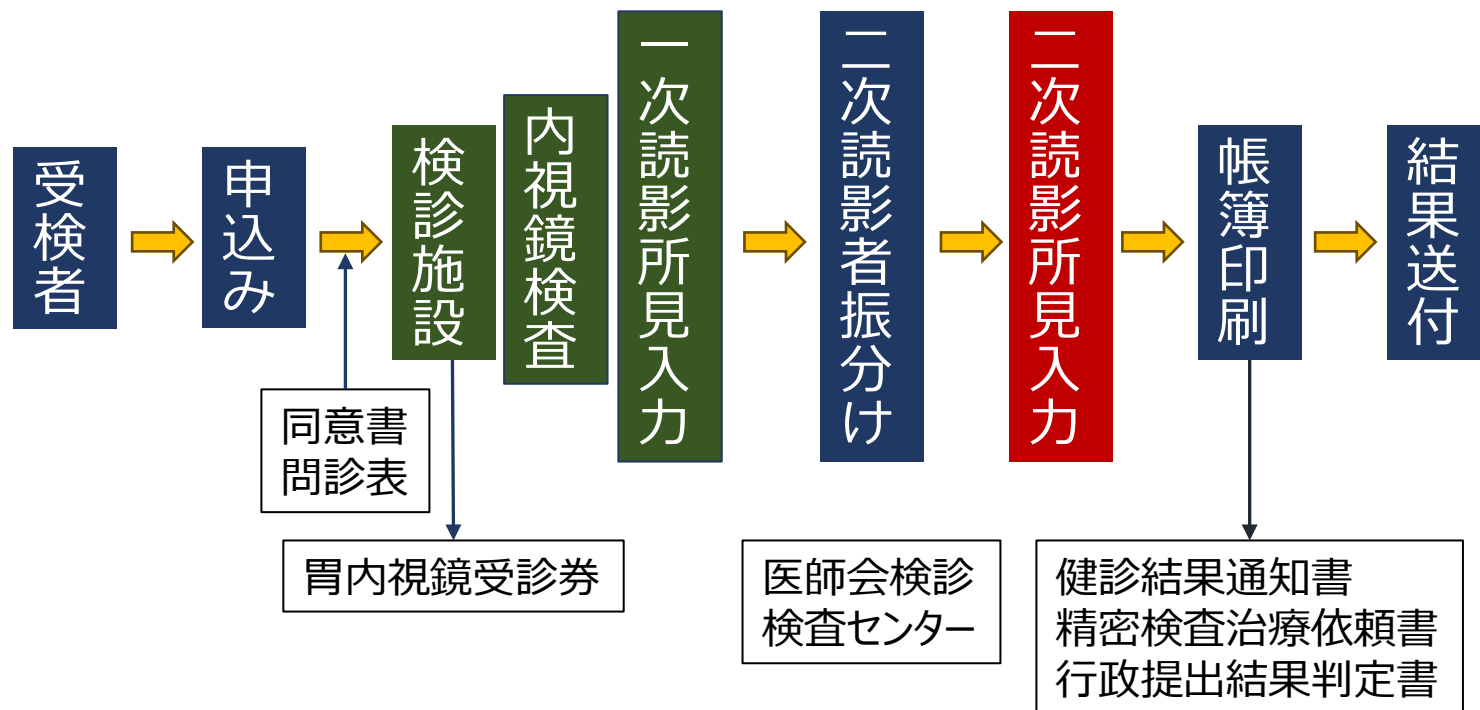 受検者
申込み
検診施設
内視鏡検査
一次読影所見入力
二次読影者振分け
二次読影所見入力
帳簿印刷
結果送付
同意書
問診表
胃内視鏡受診券
医師会検診
検査センター
健診結果通知書
精密検査治療依頼書
行政提出結果判定書